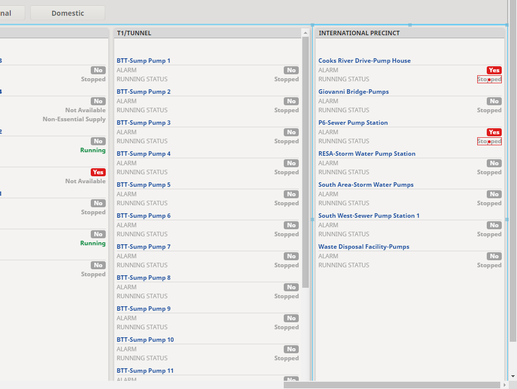 nal
Domestic
3
No
Stopped
4
No
Not Available
Non-Essential Supply
2
No
Running
Yes
Not Available
1
No
Stopped
No
Running
No
Stopped
T1/TUNNEL
BTT-Sump Pump 1
ALARM No
RUNNING STATUS Stopped
BTT-Sump Pump 2
ALARM No
RUNNING STATUS Stopped
BTT-Sump Pump 3
ALARM No
RUNNING STATUS Stopped
BTT-Sump Pump 4
ALARM No
RUNNING STATUS Stopped
BTT-Sump Pump 5
ALARM No
RUNNING STATUS Stopped
BTT-Sump Pump 6
ALARM No
RUNNING STATUS Stopped
BTT-Sump Pump 7
ALARM No
RUNNING STATUS Stopped
BTT-Sump Pump 8
ALARM No
RUNNING STATUS Stopped
BTT-Sump Pump 9
ALARM No
RUNNING STATUS Stopped
BTT-Sump Pump 10
ALARM No
RUNNING STATUS Stopped
BTT-Sump Pump 11
ALARM No
INTERNATIONAL PRECINCT
Cooks River Drive-Pump House
ALARM Yes
RUNNING STATUS Stopped
Giovanni Bridge-Pumps
ALARM No
RUNNING STATUS Stopped
P6-Sewer Pump Station
ALARM Yes
RUNNING STATUS Stopped
RESA-Storm Water Pump Station
ALARM No
RUNNING STATUS Stopped
South Area-Storm Water Pumps
ALARM No
RUNNING STATUS Stopped
South West-Sewer Pump Station 1
ALARM No
RUNNING STATUS Stopped
Waste Disposal Facility-Pumps
ALARM No
RUNNING STATUS Stopped